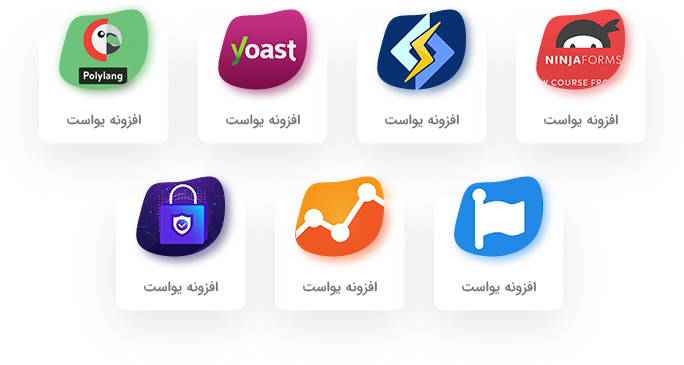 Polylang
yoast
NINJAFORMS
W COURSE FRO
افزونه یواست
افزونه یواست
افزونه یواست
افزونه یواست
افزونه یواست
افزونه یواست
افزونه یواست